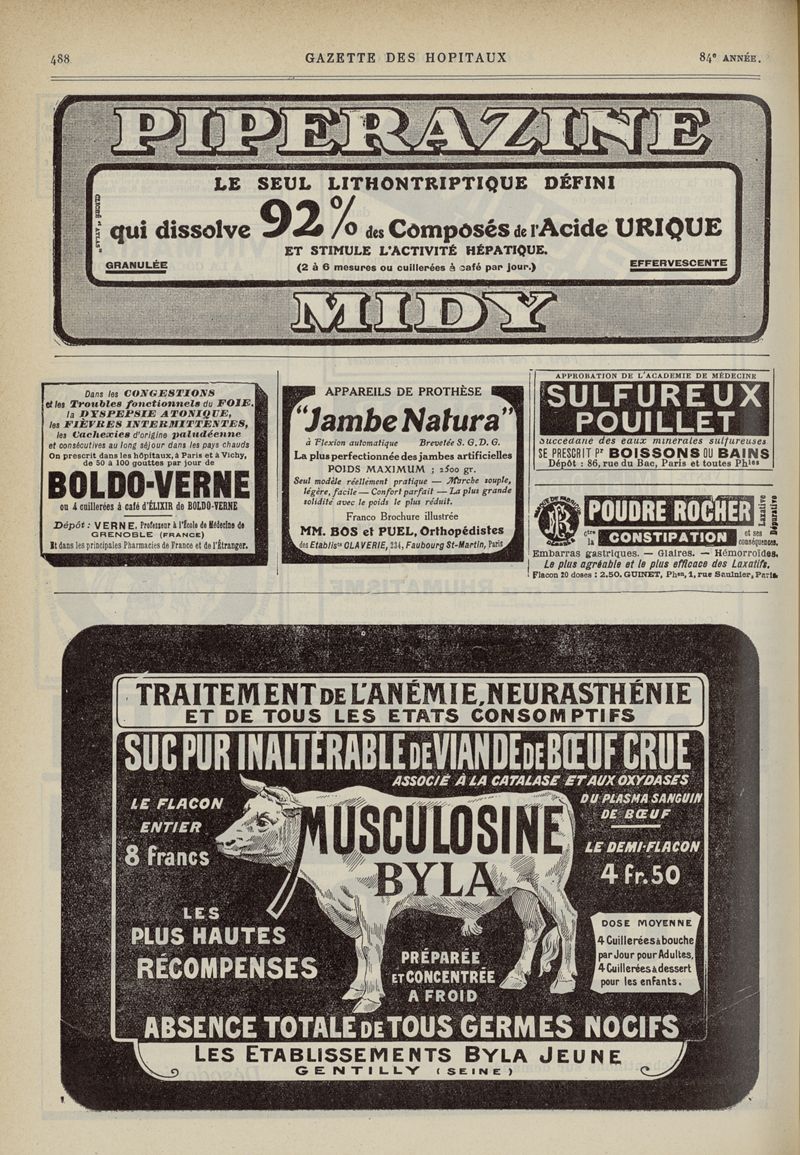 488
GAZETTE DES HOPITAUX
84e ANNÉE.
PIPERAZINE
LE SEUL LITHONTRIPTIQUE DÉFINI
qui dissolve 92% des Composés de l'Acide URIQUE
ET STIMULE L'ACTIVITÉ HÉPATIQUE.
GRANULÉE
(2 à 6 mesures ou cuillerées à café par jour.)
EFFERVESCENTE
MIDY
Dans les CONGESTIONS
et les Troubles fonctionnels du FOIE,
la DYSPEPSIE ATONIQUE,
les FIÈVRES INTERMITTENTES,
les Cachexies d'origine paludéenne
et consécutives au long séjour dans les pays chauds
On prescrit dans les hôpitaux, à Paris et à Vichy,
de 50 à 100 gouttes par jour de
BOLDO-VERNE
ou 4 cuillerées à café d'ÉLIXIR de BOLDO-VERNE
Dépôt : VERNE, Professeur à l'École de Médecine de
GRENOBLE (FRANCE)
Et dans les principales Pharmacies de France et de l'Étranger.
APPAREILS DE PROTHÈSE
"Jambe Natura"
à Flexion automatique Brevetée S. G. D. G.
La plus perfectionnée des jambes artificielles
POIDS MAXIMUM : 2500 gr.
Seul modèle réellement pratique — Marche souple,
légère, facile — Confort parfait — La plus grande
solidité avec le poids le plus réduit.
Franco Brochure illustrée
MM. BOS et PUEL, Orthopédistes
des Etablists CLAVERIE, 234, Faubourg St-Martin, Paris
APPROBATION DE L'ACADEMIE DE MÉDECINE
SULFUREUX
POUILLET
Succedané des eaux minérales sulfureuses
SE PRESCRIT Pr BOISSONS OU BAINS
Dépôt : 86, rue du Bac, Paris et toutes Phies
POUDRE ROCHER
Laxative
Dépurative
ctre la CONSTIPATION et ses conséquences.
Embarras gastriques. — Glaires. — Hémorroïdes.
Le plus agréable et le plus efficace des Laxatifs.
Flacon 20 doses : 2.50. GUINET, Phen, 1, rue Saulnier, Paris
TRAITEMENT DE L'ANÉMIE, NEURASTHÉNIE
ET DE TOUS LES ETATS CONSOMPTIFS
SUC PUR INALTÉRABLE DE VIANDE DE BŒUF CRUE
ASSOCIÉ A LA CATALASE ET AUX OXYDASES
DU PLASMA SANGUIN
DE BŒUF
LE FLACON
ENTIER
8 francs
MUSCULOSINE
BYLA
LE DEMI-FLACON
4 fr.50
LES
PLUS HAUTES
RÉCOMPENSES
PRÉPARÉE
ET CONCENTRÉE
A FROID
DOSE MOYENNE
4 Cuillerées à bouche
par Jour pour Adultes,
4 Cuillerées à dessert
pour les enfants.
ABSENCE TOTALE DE TOUS GERMES NOCIFS
LES ETABLISSEMENTS BYLA JEUNE
GENTILLY (SEINE)